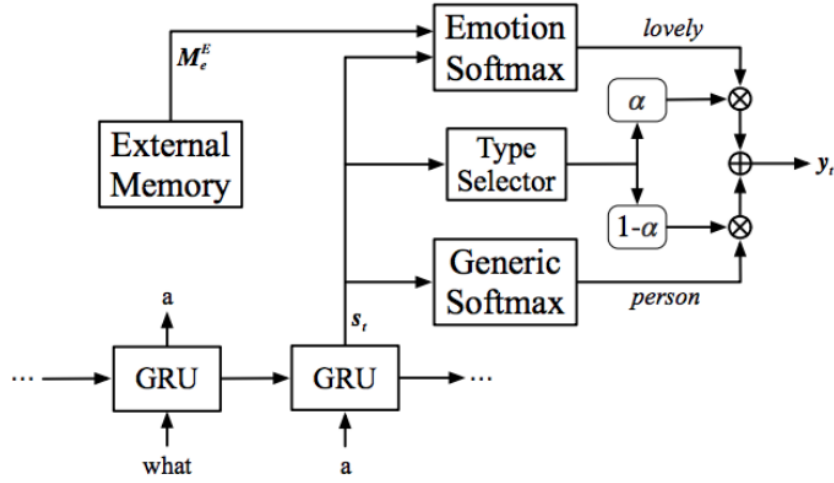 Emotion
Softmax
lovely
M_e^E
α
External
Memory
Type
Selector
y_t
1-α
Generic
Softmax
person
a
s_t
...
GRU
GRU
...
what
a